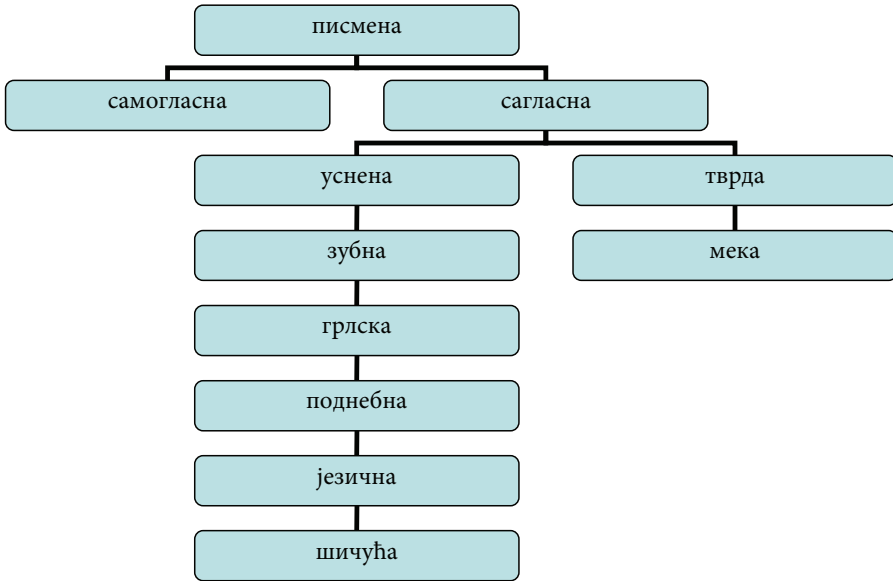 писмена
самогласна
сагласна
уснена
тврда
зубна
мека
грлска
поднебна
језична
шичућа